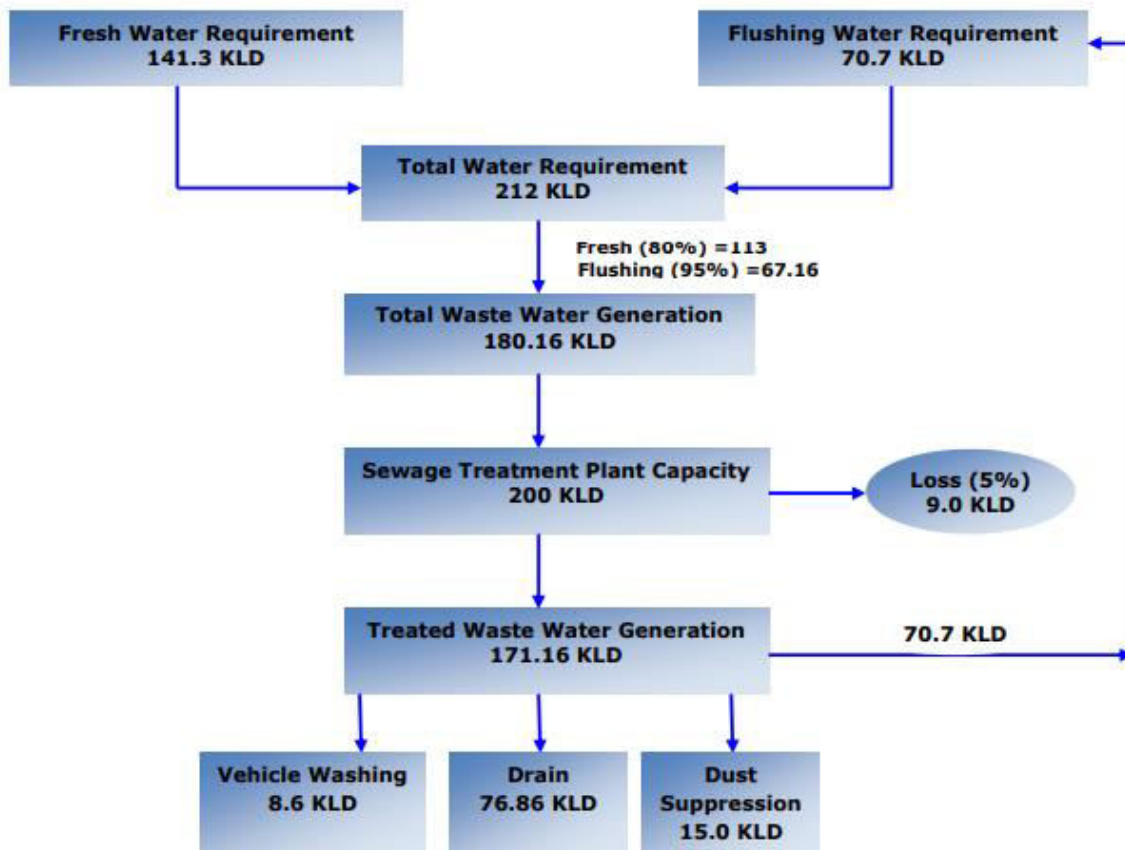 Fresh Water Requirement
141.3 KLD
Flushing Water Requirement
70.7 KLD
Total Water Requirement
212 KLD
Fresh (80%) =113
Flushing (95%) =67.16
Total Waste Water Generation
180.16 KLD
Sewage Treatment Plant Capacity
200 KLD
Loss (5%)
9.0 KLD
Treated Waste Water Generation
171.16 KLD
70.7 KLD
Vehicle Washing
8.6 KLD
Drain
76.86 KLD
Dust
Suppression
15.0 KLD